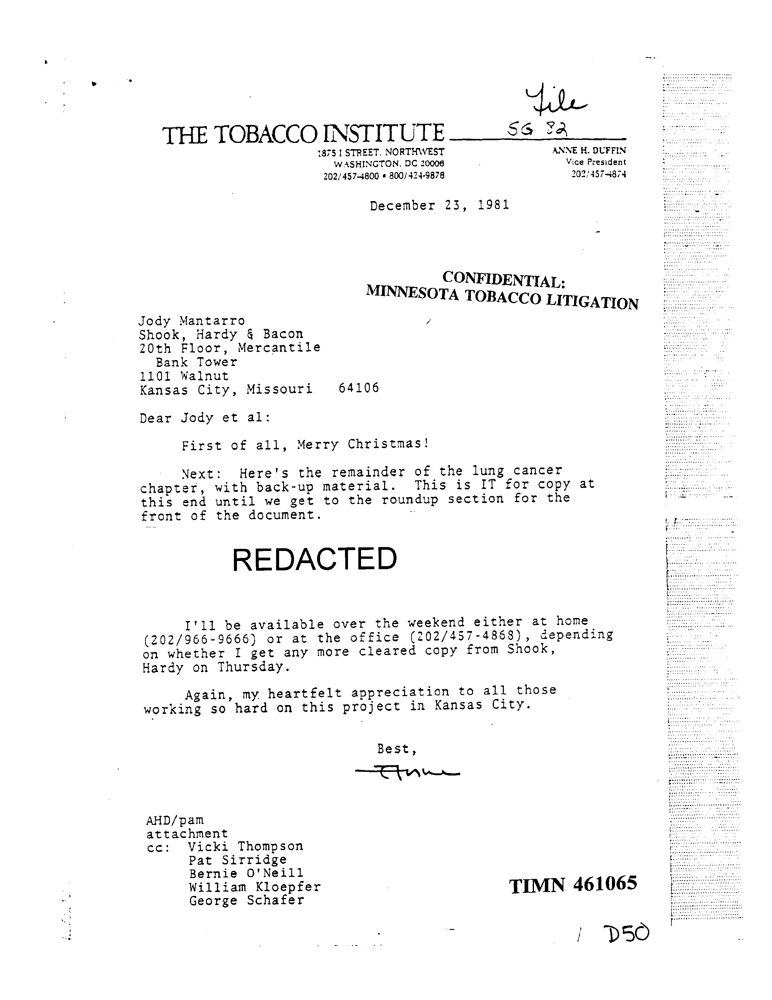 File
SG 82
THE TOBACCO INSTITUTE
1875 I STREET, NORTHWEST
WASHINGTON, DC 20006
202/457-4800 • 800/424-9876
ANNE H. DUFFIN
Vice President
202/457-4874
December 23, 1981
CONFIDENTIAL:
MINNESOTA TOBACCO LITIGATION
Jody Mantarro
Shook, Hardy & Bacon
20th Floor, Mercantile
Bank Tower
1101 Walnut
Kansas City, Missouri 64106
Dear Jody et al:
First of all, Merry Christmas!
Next: Here's the remainder of the lung cancer
chapter, with back-up material. This is IT for copy at
this end until we get to the roundup section for the
front of the document.
REDACTED
I'll be available over the weekend either at home
(202/966-9666) or at the office (202/457-4868), depending
on whether I get any more cleared copy from Shook,
Hardy on Thursday.
Again, my heartfelt appreciation to all those
working so hard on this project in Kansas City.
Best,
Anne
AHD/pam
attachment
cc: Vicki Thompson
Pat Sirridge
Bernie O'Neill
William Kloepfer
George Schafer
TIMN 461065
1 D50